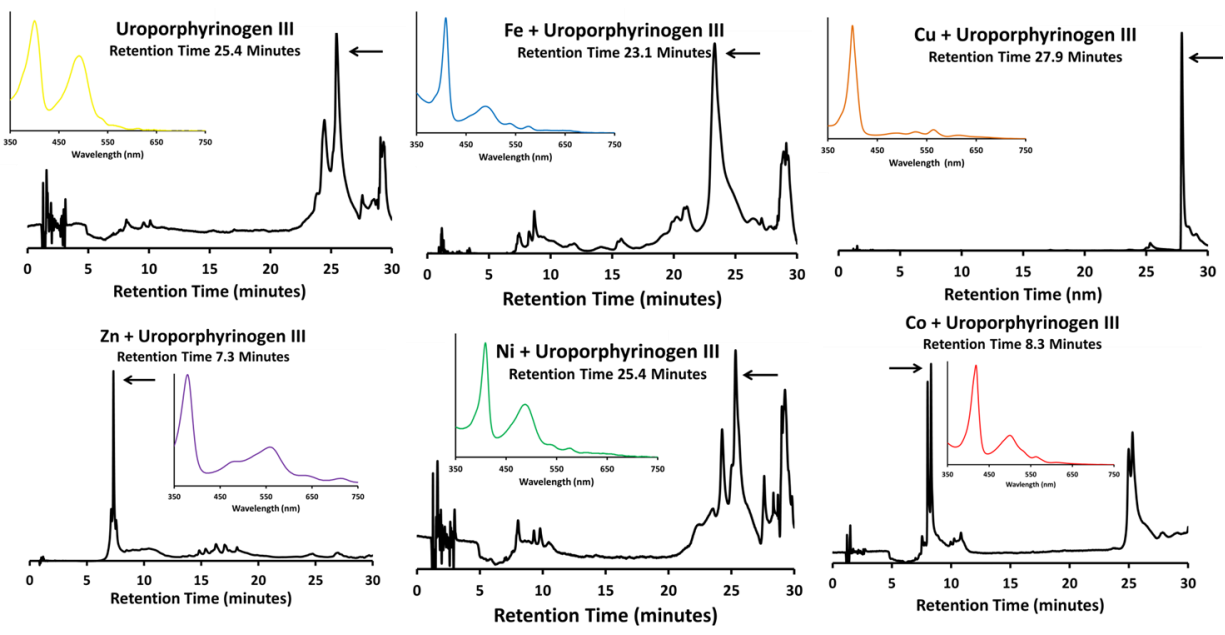 Uroporphyrinogen III
Retention Time 25.4 Minutes
350 450 550 650 750
Wavelength (nm)
0 5 10 15 20 25 30
Retention Time (minutes)
Fe + Uroporphyrinogen III
Retention Time 23.1 Minutes
350 450 550 650 750
Wavelength (nm)
0 5 10 15 20 25 30
Retention Time (minutes)
Cu + Uroporphyrinogen III
Retention Time 27.9 Minutes
350 450 550 650 750
Wavelength (nm)
0 5 10 15 20 25 30
Retention Time (nm)
Zn + Uroporphyrinogen III
Retention Time 7.3 Minutes
350 450 550 650 750
Wavelength (nm)
0 5 10 15 20 25 30
Retention Time (minutes)
Ni + Uroporphyrinogen III
Retention Time 25.4 Minutes
350 450 550 650 750
Wavelength (nm)
0 5 10 15 20 25 30
Retention Time (minutes)
Co + Uroporphyrinogen III
Retention Time 8.3 Minutes
350 450 550 650 750
Wavelength (nm)
0 5 10 15 20 25 30
Retention Time (minutes)